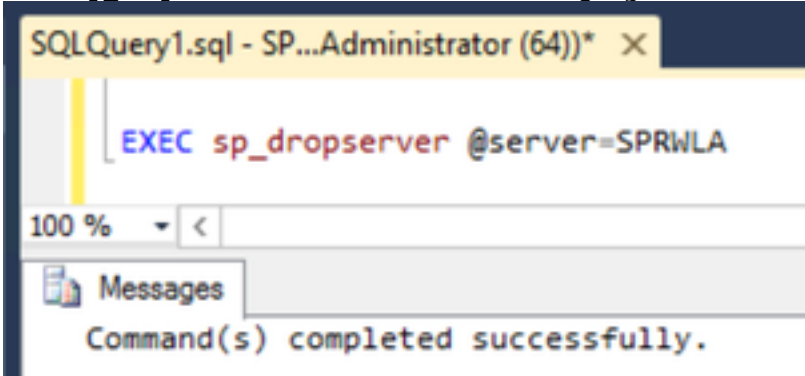 SQLQuery1.sql - SP...Administrator (64))* ×
EXEC sp_dropserver @server=SPRWLA
100 %
Messages
Command(s) completed successfully.